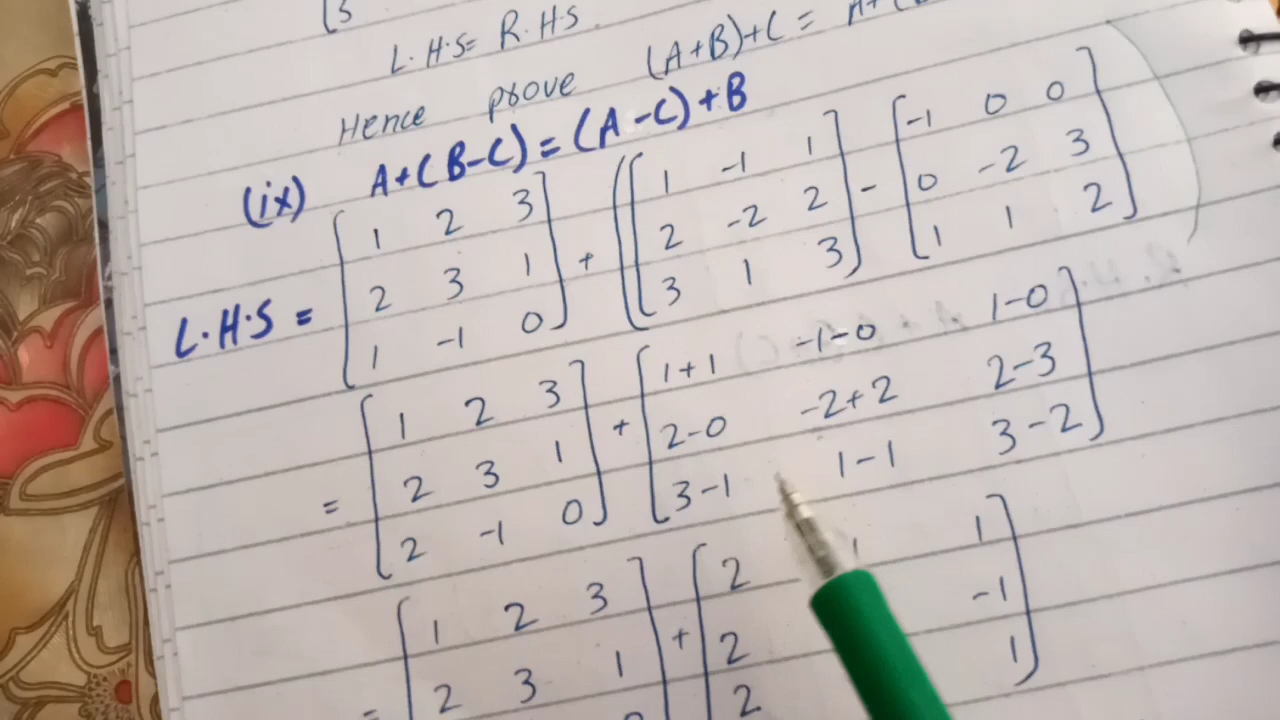 [3
L.H.S= R.H.S.
Hence prove (A+B)+C = A+(
(ix) A+(B-C)=(A-C)+B
L.H.S = [1 2 3 + ([1 -1 1 - [-1 0 0
2 3 1 2 -2 2 0 -2 3
1 -1 0] 3 1 3] 1 1 2])
= [1 2 3 + [1+1 -1-0 1-0
2 3 1 2-0 -2+2 2-3
2 -1 0] 3-1 1-1 3-2]
= [1 2 3 + [2 1
2 3 1 2 -1
0 2 1]